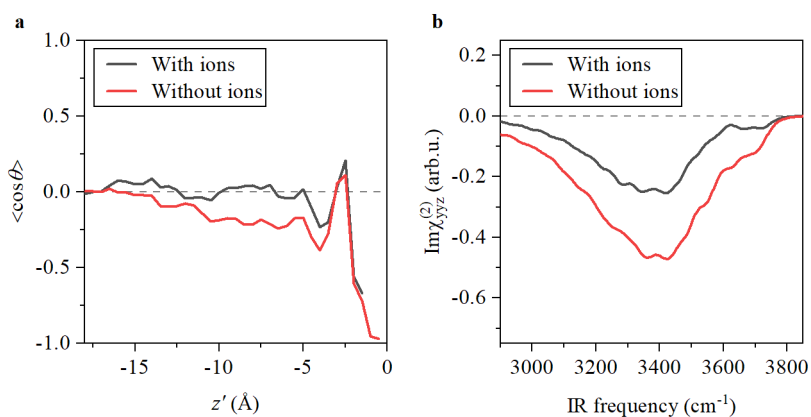 a
With ions
Without ions
1.0
0.5
0.0
-0.5
-1.0
<cosθ>
-15
-10
-5
0
z′ (Å)
b
With ions
Without ions
0.0
-0.2
-0.4
-0.6
Imχ^{(2)}_{yyz} (arb.u.)
3000
3200
3400
3600
3800
IR frequency (cm⁻¹)